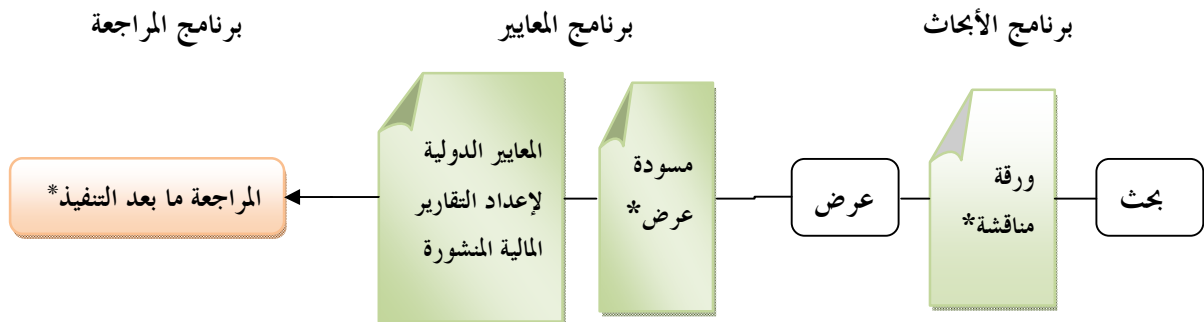 برنامج الأبحاث
برنامج المعايير
برنامج المراجعة
بحث
ورقة
مناقشة*
عرض
مسودة
عرض*
المعايير الدولية
لإعداد التقارير
المالية المنشورة
المراجعة ما بعد التنفيذ*